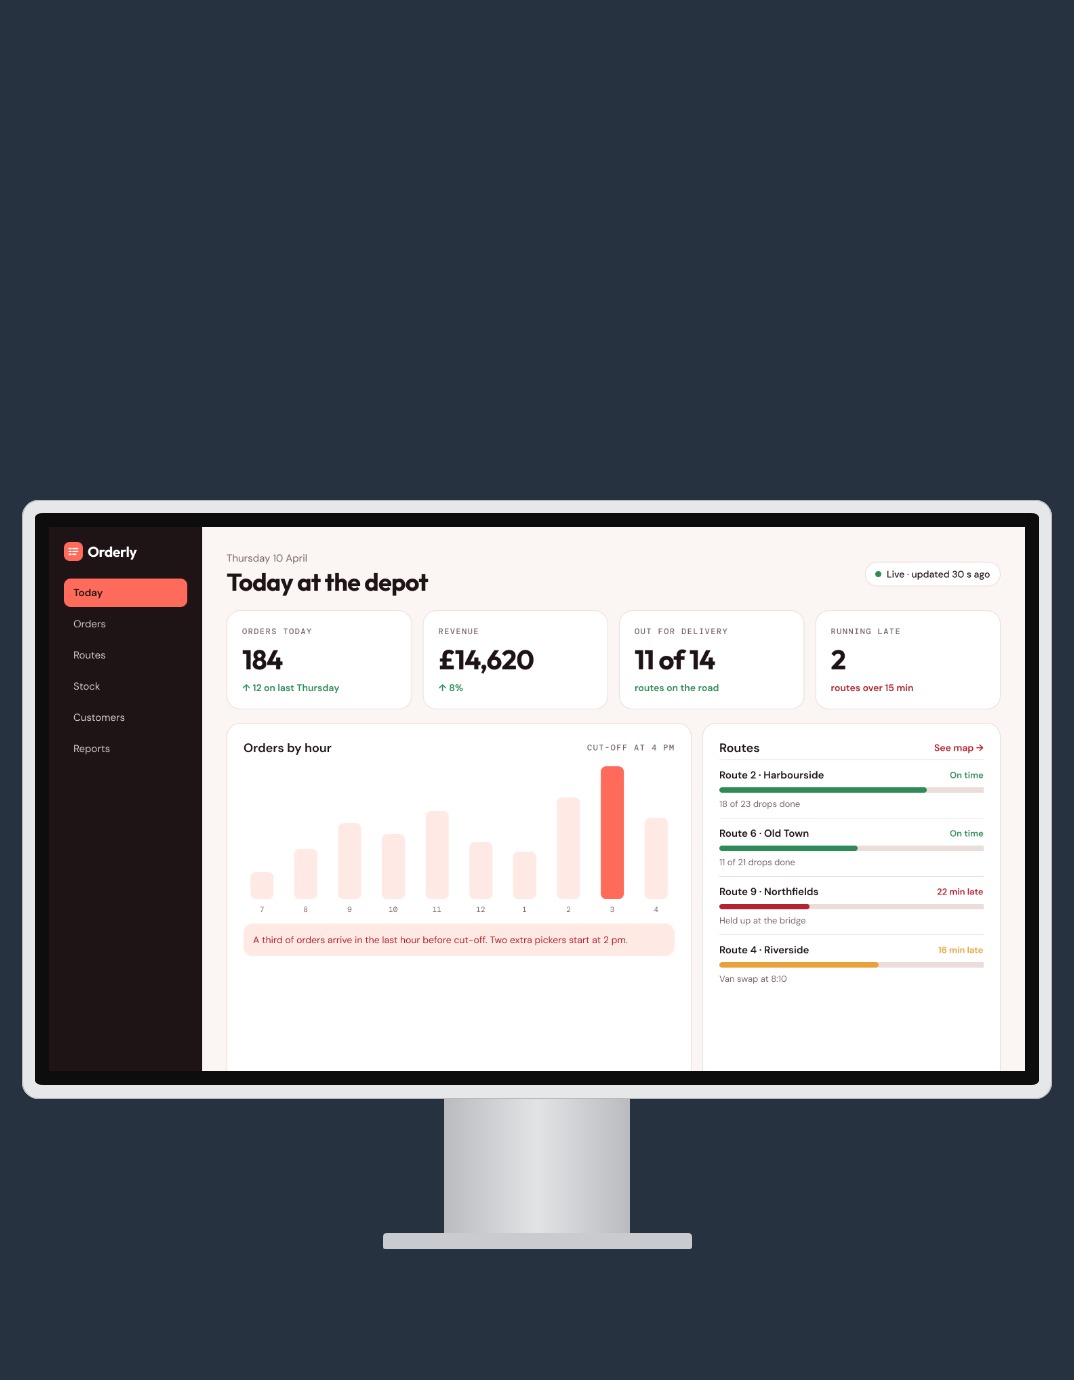 Orderly
Today
Orders
Routes
Stock
Customers
Reports
Thursday 10 April
Today at the depot
Live · updated 30 s ago
ORDERS TODAY
184
↑ 12 on last Thursday
REVENUE
£14,620
↑ 8%
OUT FOR DELIVERY
11 of 14
routes on the road
RUNNING LATE
2
routes over 15 min
Orders by hour
CUT-OFF AT 4 PM
7 8 9 10 11 12 1 2 3 4
A third of orders arrive in the last hour before cut-off. Two extra pickers start at 2 pm.
Routes
See map →
Route 2 · Harbourside
On time
18 of 23 drops done
Route 6 · Old Town
On time
11 of 21 drops done
Route 9 · Northfields
22 min late
Held up at the bridge
Route 4 · Riverside
16 min late
Van swap at 8:10